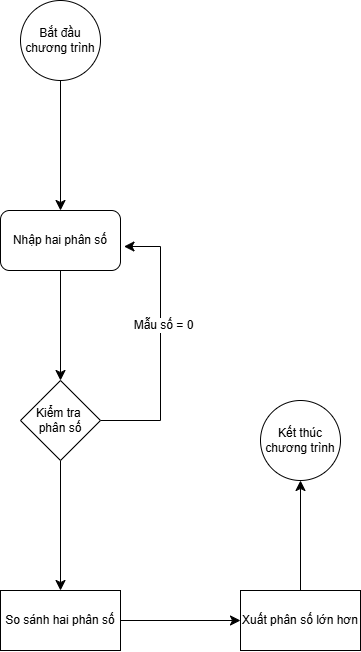 Bắt đầu
chương trình
Nhập hai phân số
Mẫu số = 0
Kiểm tra
phân số
Kết thúc
chương trình
So sánh hai phân số
Xuất phân số lớn hơn